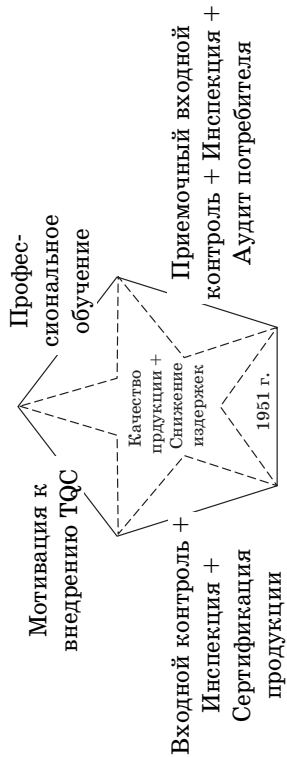 Мотивация к
внедрению TQC
Профес-
сиональное
обучение
Качество
прдукции +
Снижение
издержек
1951 г.
Входной контроль +
Инспекция +
Сертификация
продукции
Приемочный входной
контроль + Инспекция +
Аудит потребителя